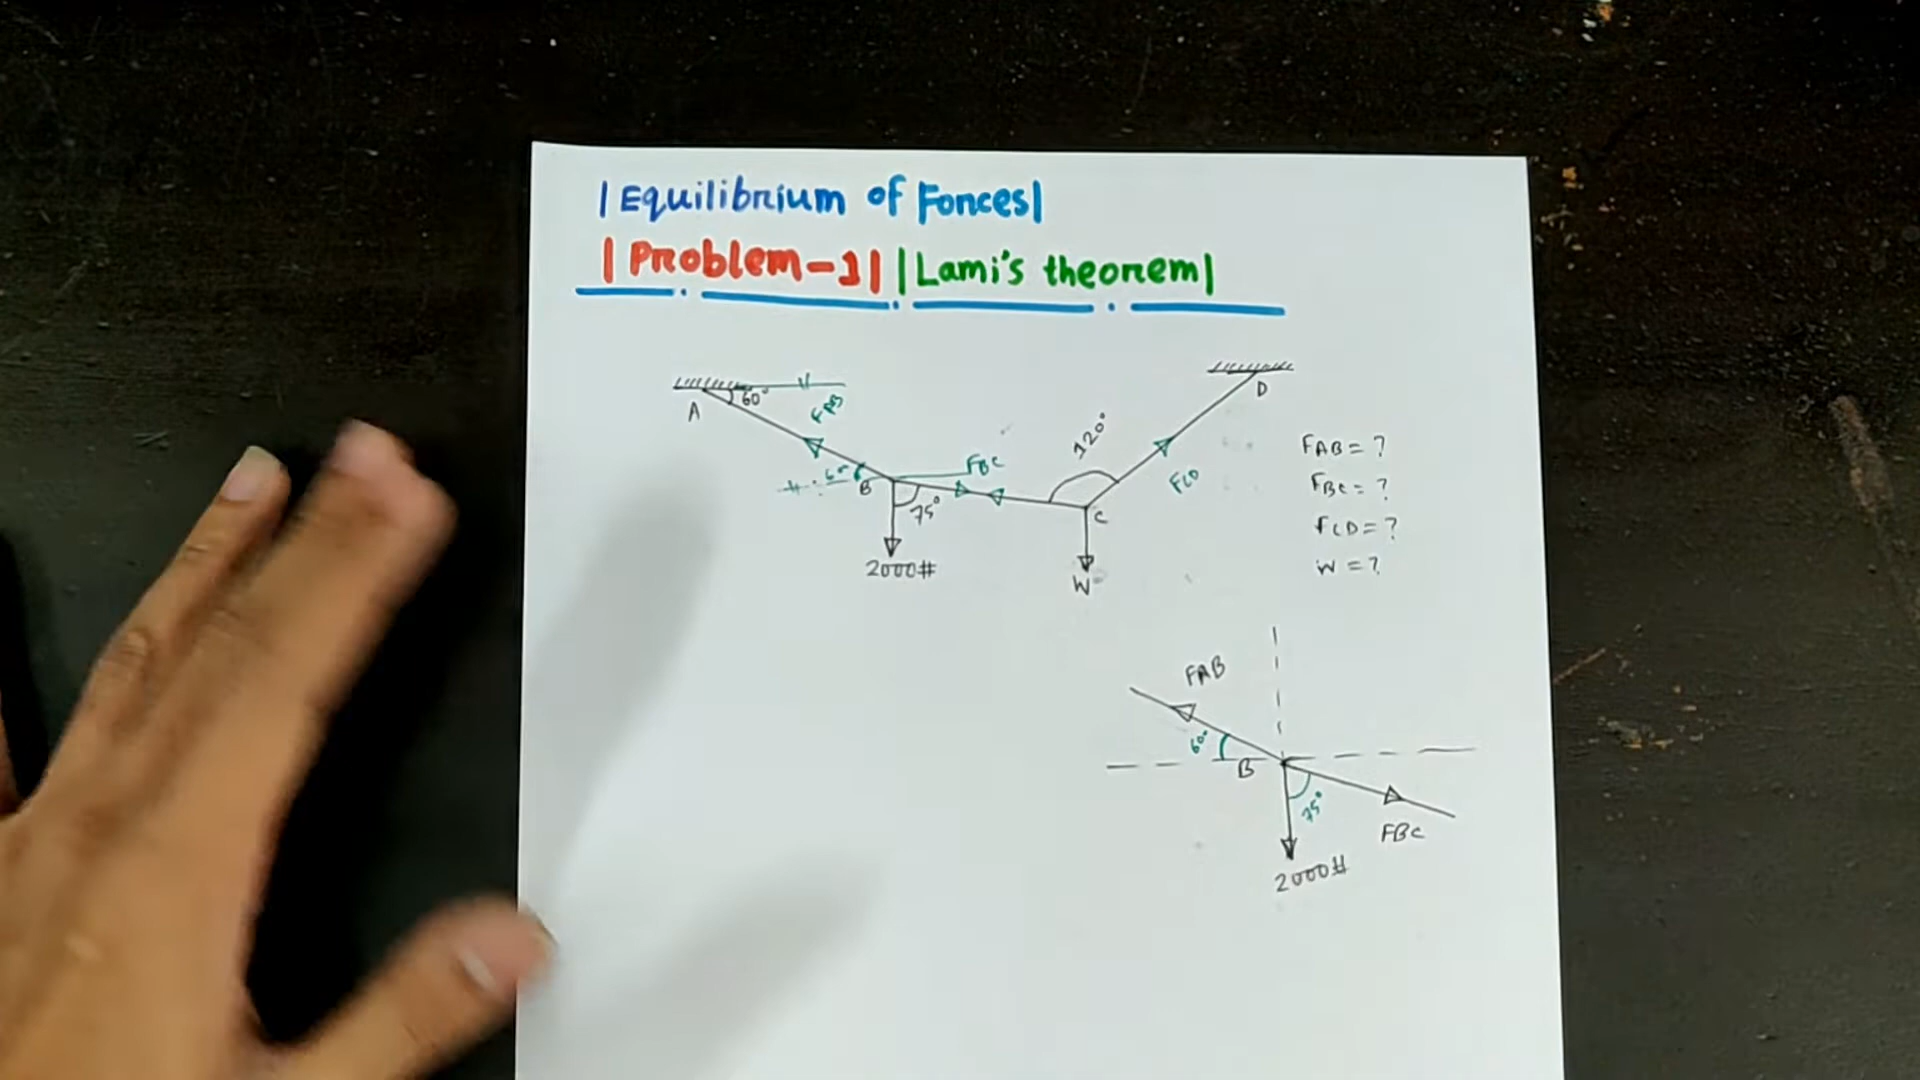 |Equilibrium of Forces|
|Problem-1| |Lami's theorem|
60°
A
FAB
60°
B
FBC
75°
2000#
120°
C
W
FCD
D
FAB = ?
FBC = ?
FCD = ?
W = ?
FAB
60°
B
75°
FBC
2000#